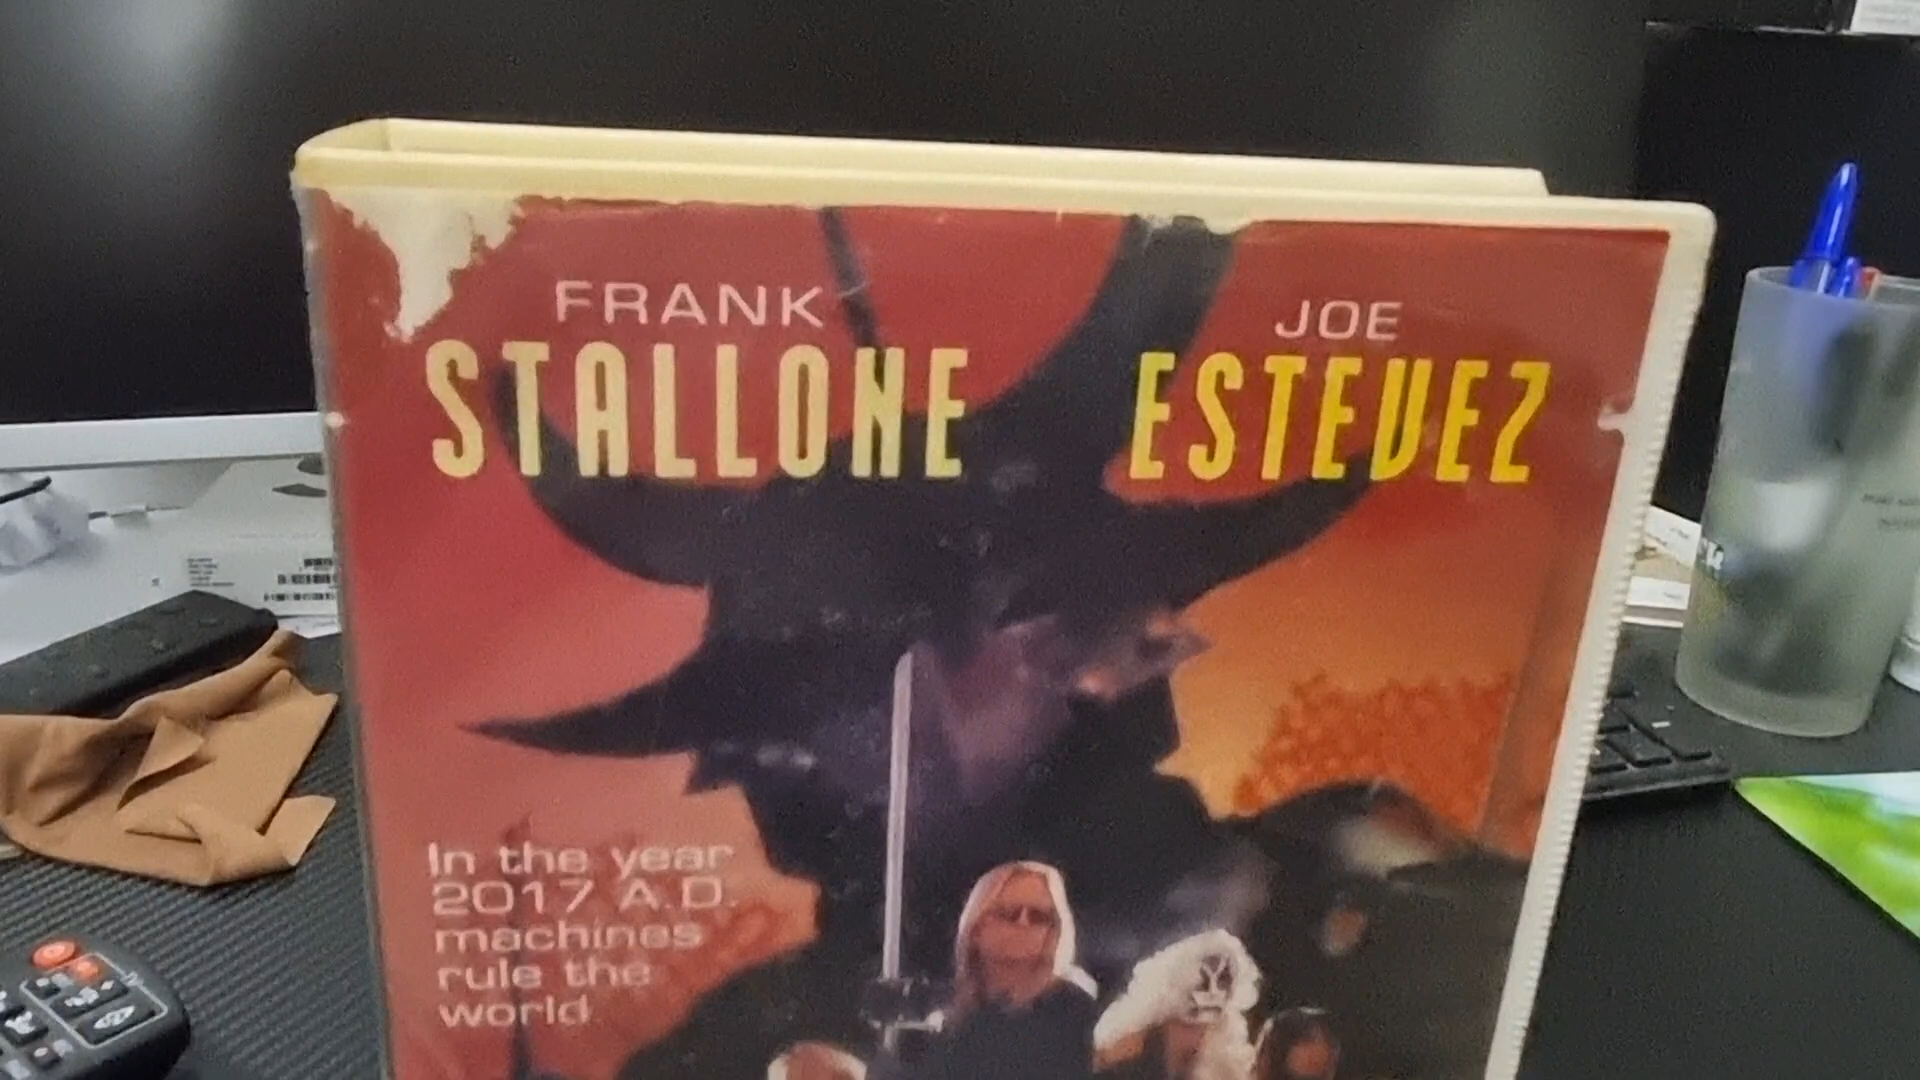 FRANK
STALLONE
JOE
ESTEVEZ
In the year
2017 A.D.
machines
rule the
world